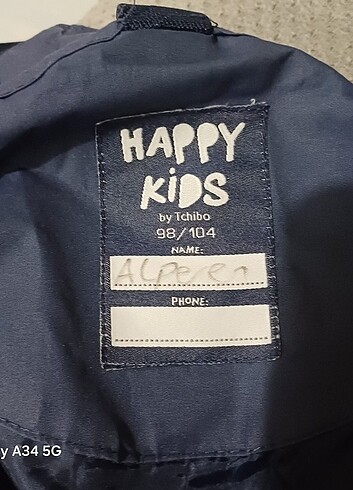 HAPPY
KiDS
by Tchibo
98/104
NAME:
ALPEREN
PHONE:
y A34 5G